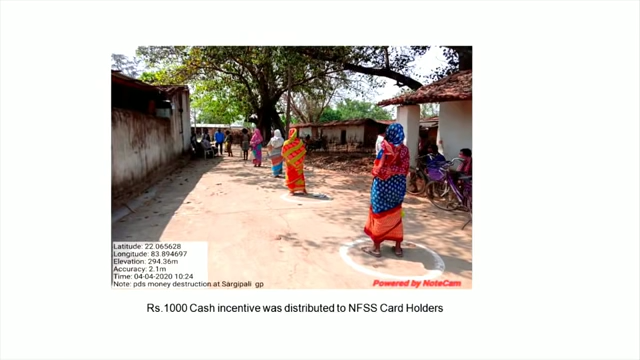 Latitude: 22.065628
Longitude: 83.894697
Elevation: 294.36m
Accuracy: 2.1m
Time: 04-04-2020 10:24
Note: pds money destruction at Sargipali gp
Powered by NoteCam
Rs.1000 Cash incentive was distributed to NFSS Card Holders